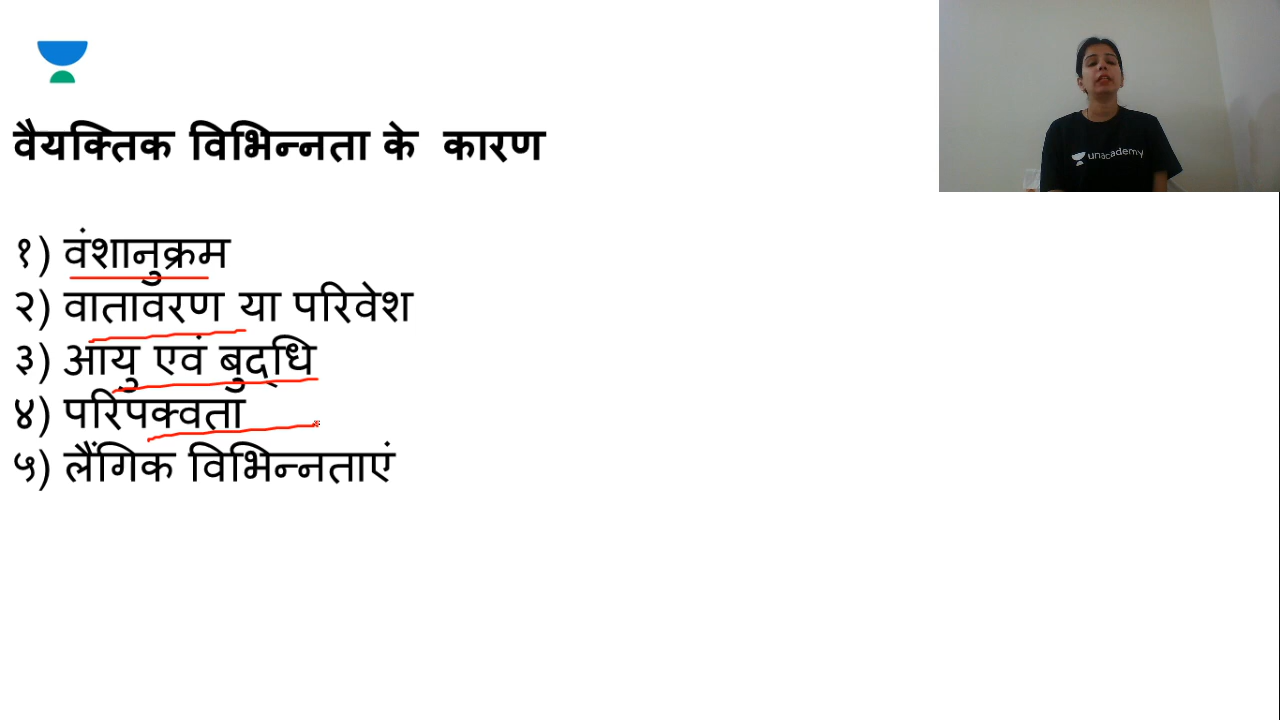 वैयक्तिक विभिन्नता के कारण
१) वंशानुक्रम
२) वातावरण या परिवेश
३) आयु एवं बुद्धि
४) परिपक्वता
५) लैंगिक विभिन्नताएं
unacademy